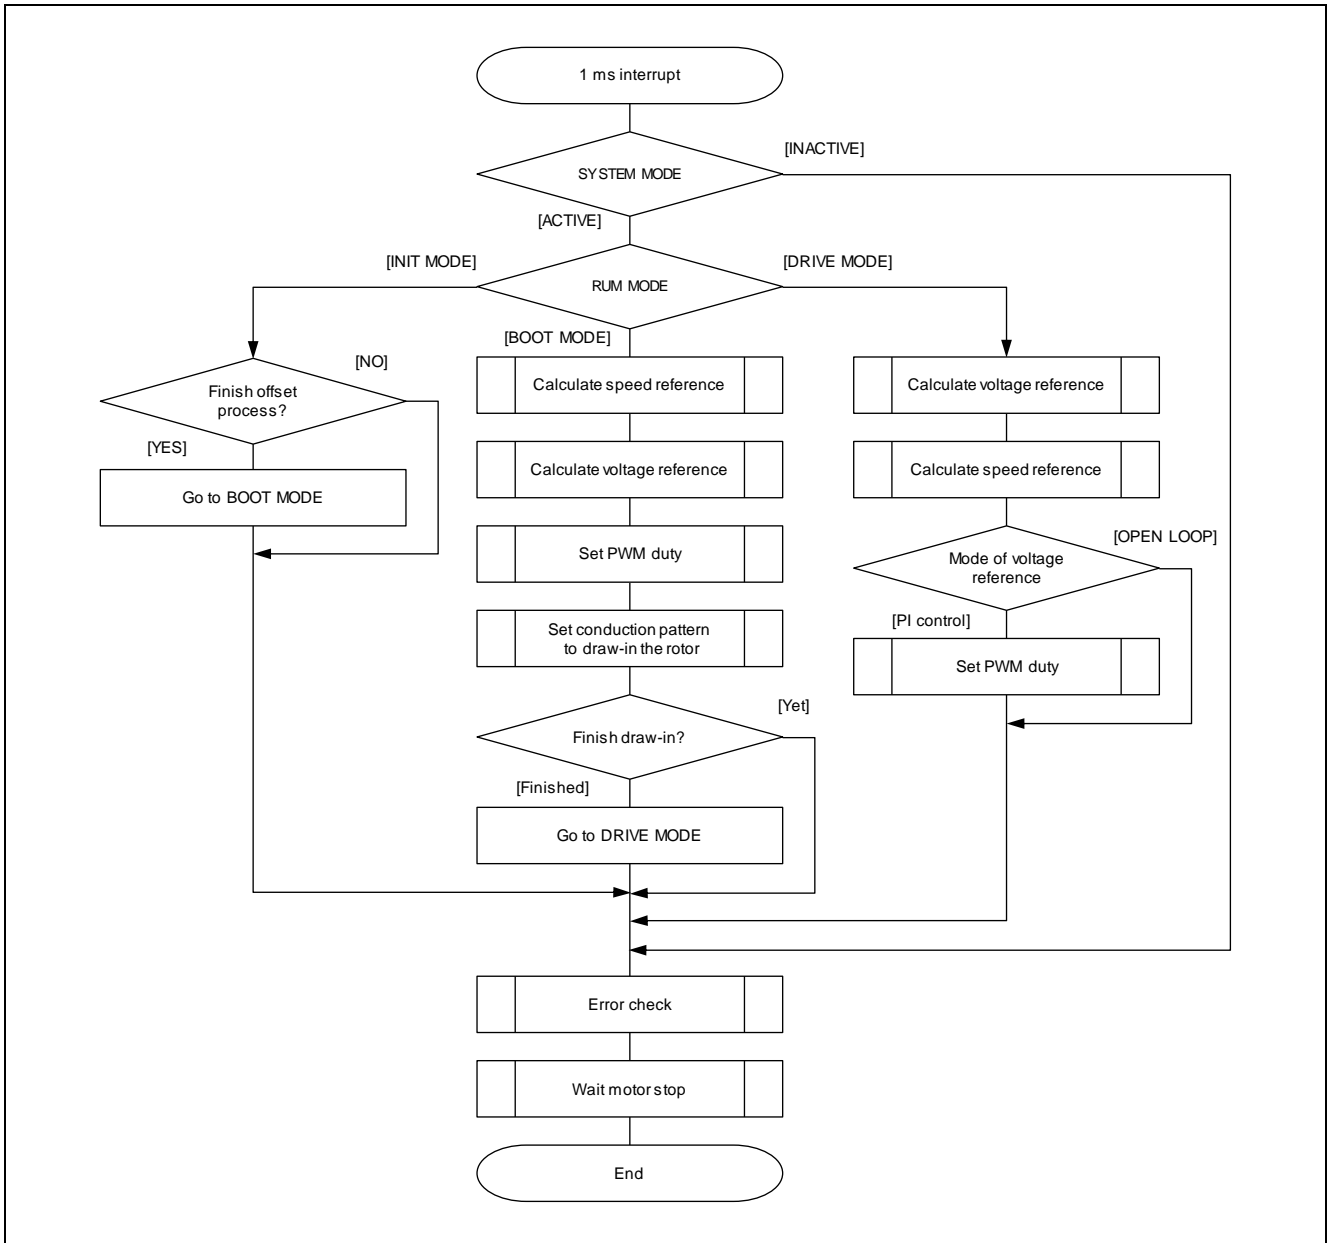 1 ms interrupt
[INACTIVE]
SYSTEM MODE
[ACTIVE]
[INIT MODE]
[DRIVE MODE]
RUM MODE
[BOOT MODE]
[NO]
Finish offset
process?
[YES]
Go to BOOT MODE
Calculate speed reference
Calculate voltage reference
Set PWM duty
Set conduction pattern
to draw-in the rotor
[Yet]
Finish draw-in?
[Finished]
Go to DRIVE MODE
Calculate voltage reference
Calculate speed reference
[OPEN LOOP]
Mode of voltage
reference
[PI control]
Set PWM duty
Error check
Wait motor stop
End